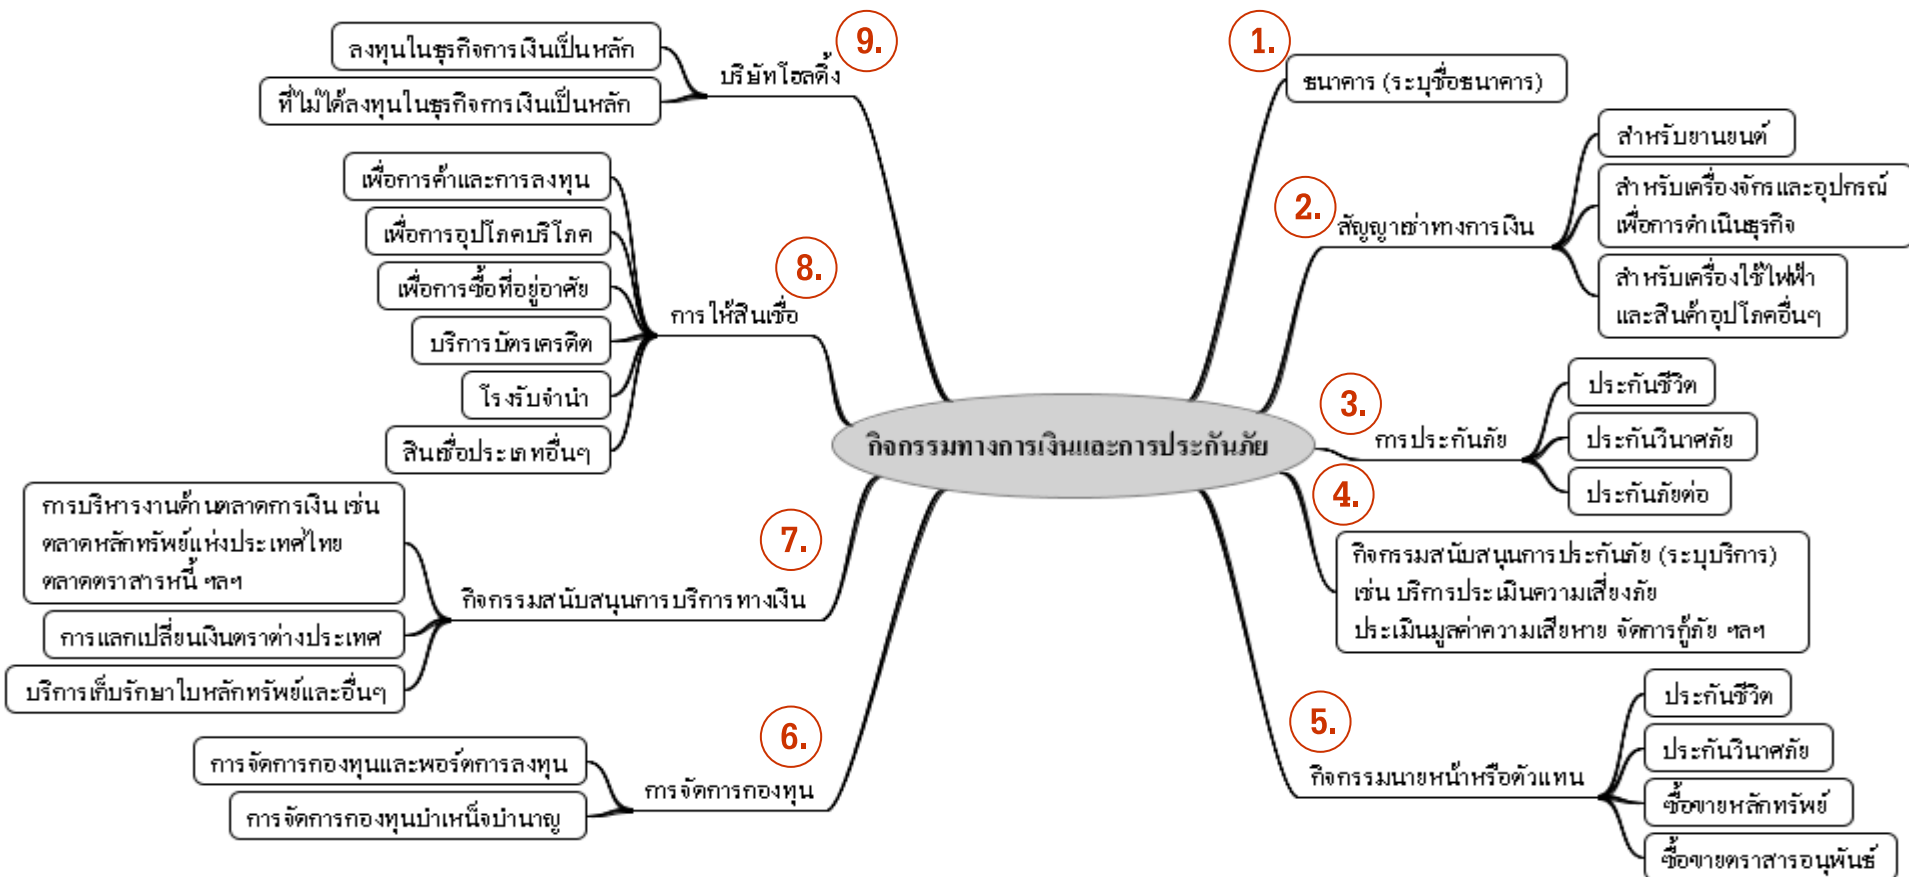 กิจกรรมทางการเงินและการประกันภัย
1.
ธนาคาร (ระบุชื่อธนาคาร)
2.
สัญญาเช่าทางการเงิน
สำหรับยานยนต์
สำหรับเครื่องจักรและอุปกรณ์
เพื่อการดำเนินธุรกิจ
สำหรับเครื่องใช้ไฟฟ้า
และสินค้าอุปโภคอื่นๆ
3.
การประกันภัย
ประกันชีวิต
ประกันวินาศภัย
ประกันภัยต่อ
4.
กิจกรรมสนับสนุนการประกันภัย (ระบุบริการ)
เช่น บริการประเมินความเสี่ยงภัย
ประเมินมูลค่าความเสียหาย จัดการกู้ภัย ฯลฯ
5.
กิจกรรมนายหน้าหรือตัวแทน
ประกันชีวิต
ประกันวินาศภัย
ซื้อขายหลักทรัพย์
ซื้อขายตราสารอนุพันธ์
6.
การจัดการกองทุน
การจัดการกองทุนและพอร์ตการลงทุน
การจัดการกองทุนบำเหน็จบำนาญ
7.
กิจกรรมสนับสนุนการบริการทางเงิน
การบริหารงานด้านตลาดการเงิน เช่น
ตลาดหลักทรัพย์แห่งประเทศไทย
ตลาดตราสารหนี้ ฯลฯ
การแลกเปลี่ยนเงินตราต่างประเทศ
บริการเก็บรักษาใบหลักทรัพย์และอื่นๆ
8.
การให้สินเชื่อ
เพื่อการค้าและการลงทุน
เพื่อการอุปโภคบริโภค
เพื่อการซื้อที่อยู่อาศัย
บริการบัตรเครดิต
โรงรับจำนำ
สินเชื่อประเภทอื่นๆ
9.
บริษัทโฮลดิ้ง
ลงทุนในธุรกิจการเงินเป็นหลัก
ที่ไม่ได้ลงทุนในธุรกิจการเงินเป็นหลัก